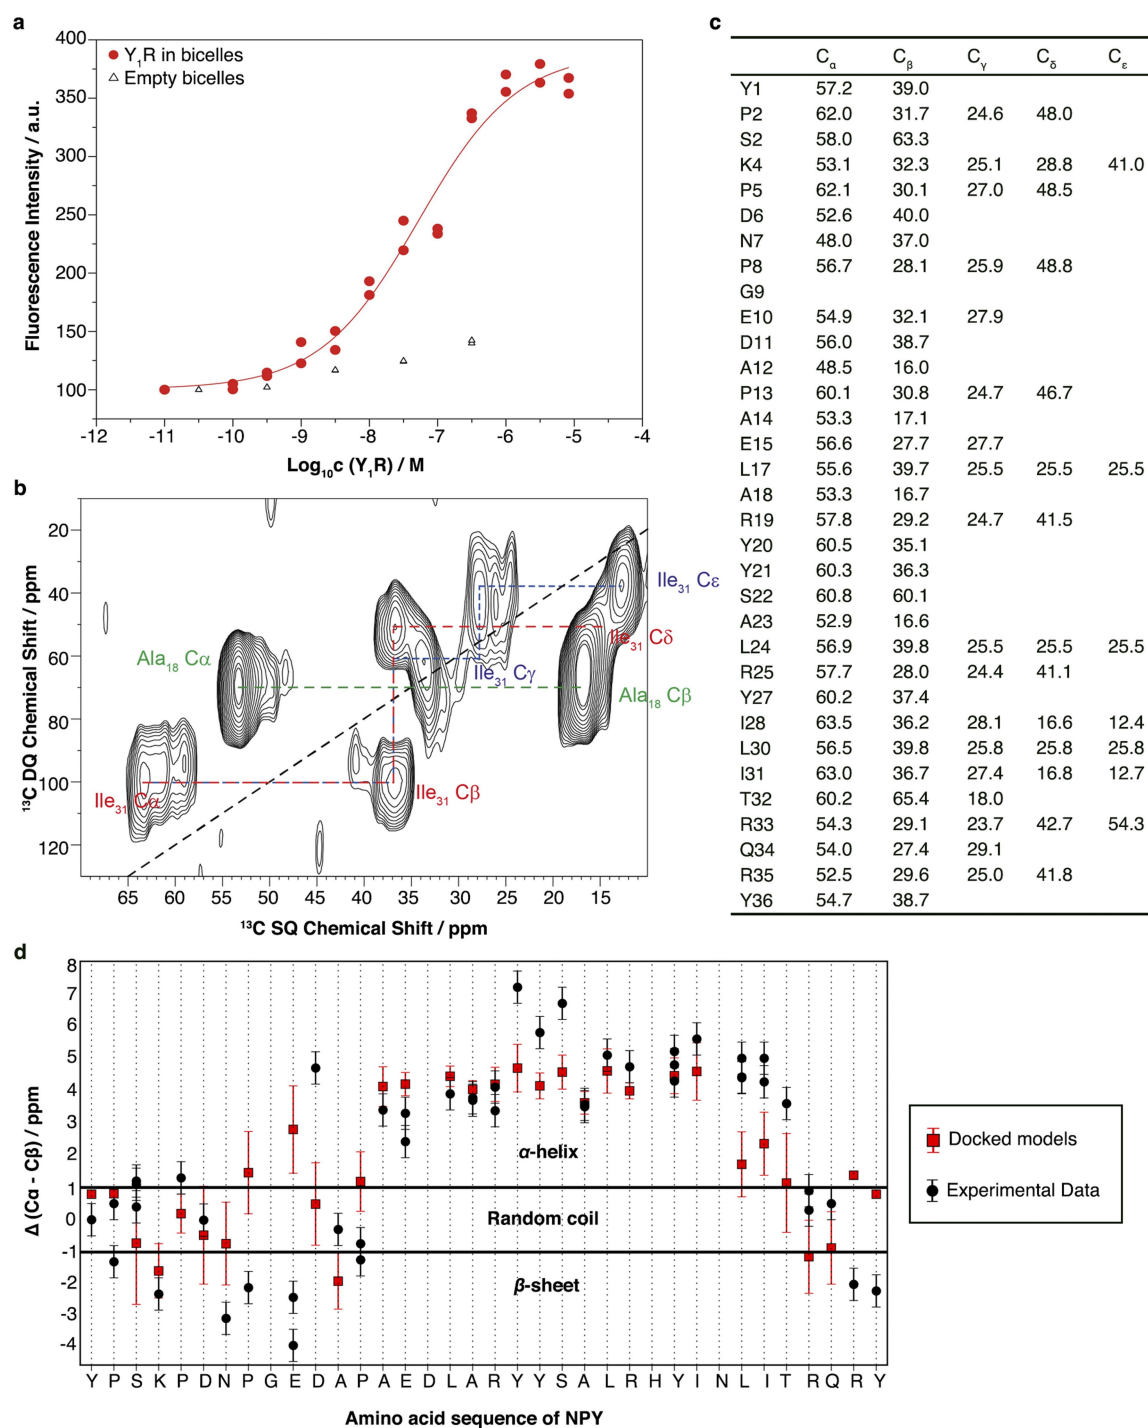 a
400
350
300
250
200
150
100
Fluorescence Intensity / a.u.
Y₁R in bicelles
Empty bicelles
-12 -11 -10 -9 -8 -7 -6 -5 -4
Log₁₀c (Y₁R) / M
b
20
40
60
80
100
120
¹³C DQ Chemical Shift / ppm
Ala₁₈ Cα
Ile₃₁ Cα
Ile₃₁ Cβ
Ile₃₁ Cγ
Ala₁₈ Cβ
Ile₃₁ Cδ
Ile₃₁ Cε
65 60 55 50 45 40 35 30 25 20 15
¹³C SQ Chemical Shift / ppm
c
Cα Cβ Cγ Cδ Cε
Y1 57.2 39.0
P2 62.0 31.7 24.6 48.0
S2 58.0 63.3
K4 53.1 32.3 25.1 28.8 41.0
P5 62.1 30.1 27.0 48.5
D6 52.6 40.0
N7 48.0 37.0
P8 56.7 28.1 25.9 48.8
G9
E10 54.9 32.1 27.9
D11 56.0 38.7
A12 48.5 16.0
P13 60.1 30.8 24.7 46.7
A14 53.3 17.1
E15 56.6 27.7 27.7
L17 55.6 39.7 25.5 25.5 25.5
A18 53.3 16.7
R19 57.8 29.2 24.7 41.5
Y20 60.5 35.1
Y21 60.3 36.3
S22 60.8 60.1
A23 52.9 16.6
L24 56.9 39.8 25.5 25.5 25.5
R25 57.7 28.0 24.4 41.1
Y27 60.2 37.4
I28 63.5 36.2 28.1 16.6 12.4
L30 56.5 39.8 25.8 25.8 25.8
I31 63.0 36.7 27.4 16.8 12.7
T32 60.2 65.4 18.0
R33 54.3 29.1 23.7 42.7 54.3
Q34 54.0 27.4 29.1
R35 52.5 29.6 25.0 41.8
Y36 54.7 38.7
d
8
7
6
5
4
3
2
1
0
-1
-2
-3
-4
Δ (Cα - Cβ) / ppm
α-helix
Random coil
β-sheet
Y P S K P D N P G E D A P A E D L A R Y Y S A L R H Y I N L I T R Q R Y
Amino acid sequence of NPY
Docked models
Experimental Data